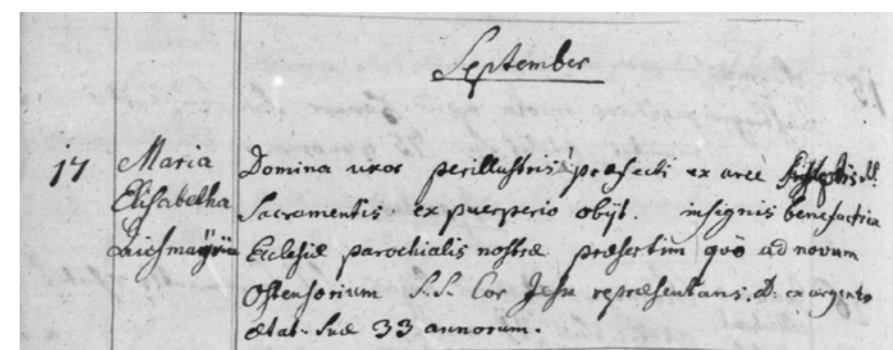 September
17 Maria Domina uxor perillustris praefecti ex arce
Elisabetha Sacramentis ex puerperio obijt. insignis benefactrix
Ecclesiae parochialis nostrae praesertim quo ad novum
Ostensorium S.S. Cor Jesu repraesentans. D: ex argento
aetat. suae 33 annorum.